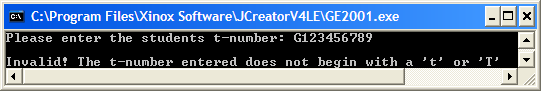 C:\Program Files\Xinox Software\JCreatorV4LE\GE2001.exe
Please enter the students t-number: G123456789
Invalid! The t-number entered does not begin with a 't' or 'T'